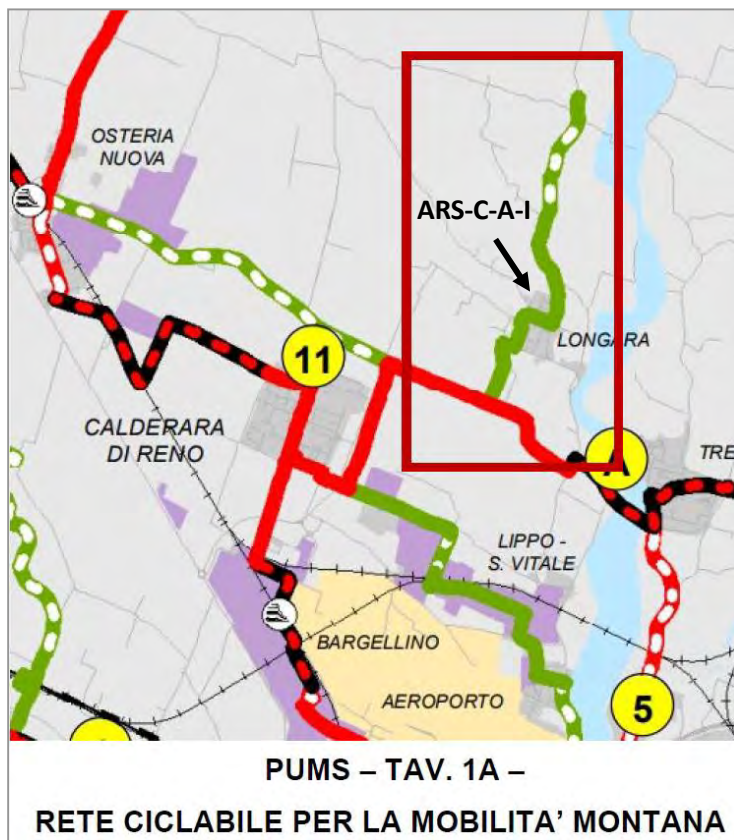 OSTERIA
NUOVA
ARS-C-A-I
11
LONGARA
CALDERARA
DI RENO
A
TRE
LIPPO -
S. VITALE
BARGELLINO
AEROPORTO
5
PUMS – TAV. 1A –
RETE CICLABILE PER LA MOBILITA’ MONTANA